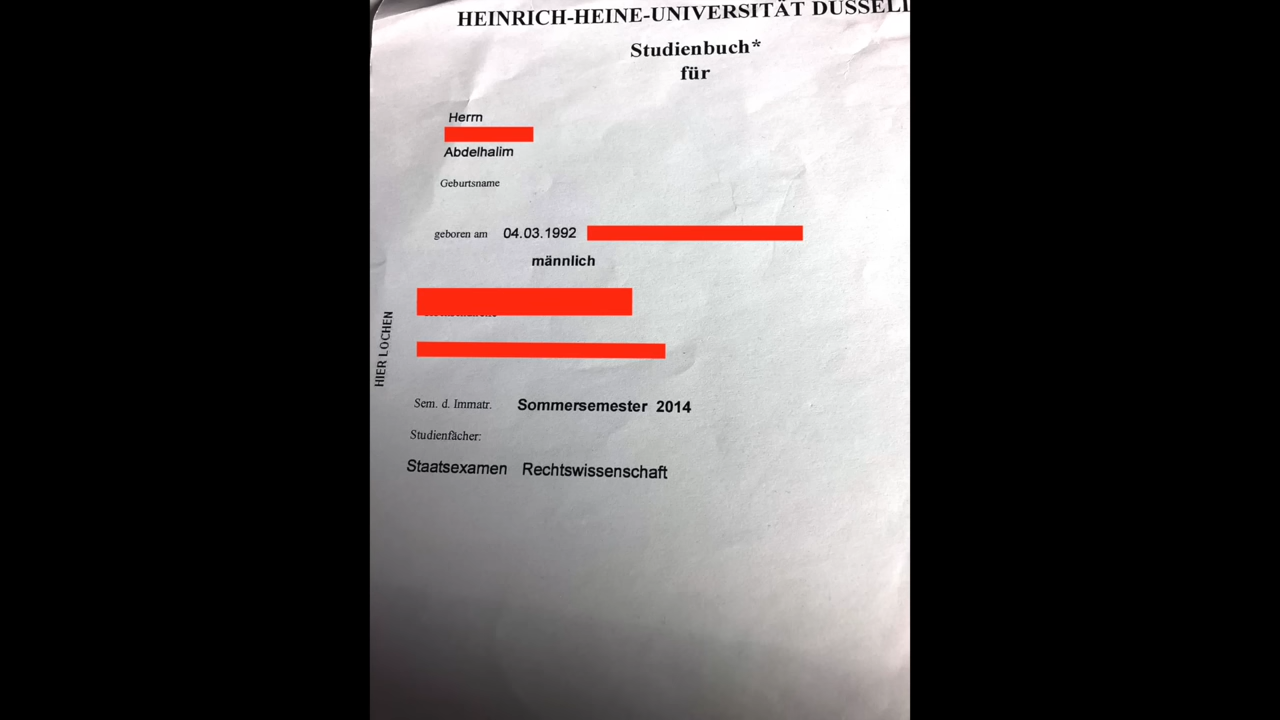 HEINRICH-HEINE-UNIVERSITÄT DÜSSEL
Studienbuch*
für
Herrn
Abdelhalim
Geburtsname
geboren am 04.03.1992
männlich
HIER LOCHEN
Sem. d. Immatr. Sommersemester 2014
Studienfächer:
Staatsexamen Rechtswissenschaft